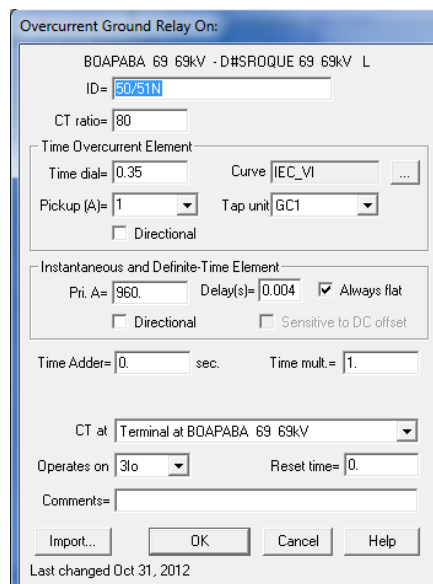 Overcurrent Ground Relay On:
BOAPABA 69 69kV - D#SROQUE 69 69kV L
ID= 50/51N
CT ratio= 80
Time Overcurrent Element
Time dial= 0.35 Curve IEC_VI ...
Pickup (A)= 1 Tap unit GC1
Directional
Instantaneous and Definite-Time Element
Pri. A= 960. Delay(s)= 0.004 Always flat
Directional Sensitive to DC offset
Time Adder= 0. sec. Time mult.= 1.
CT at Terminal at BOAPABA 69 69kV
Operates on 3Io Reset time= 0.
Comments=
Import... OK Cancel Help
Last changed Oct 31, 2012